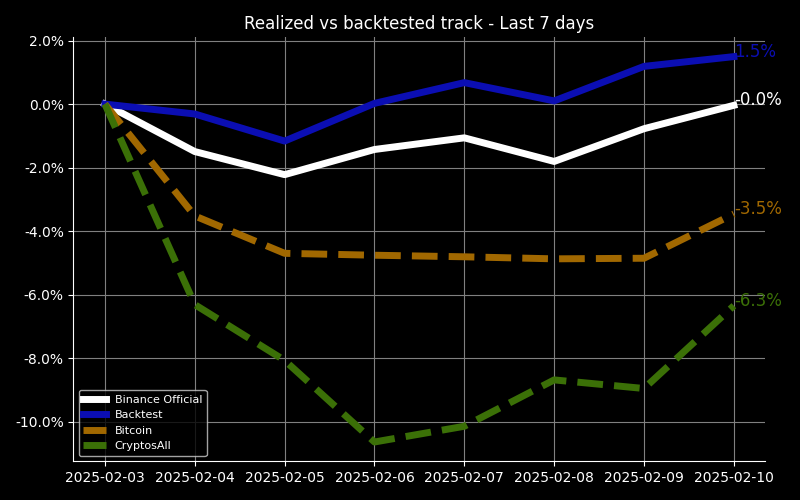 Realized vs backtested track - Last 7 days
2.0%
0.0%
-2.0%
-4.0%
-6.0%
-8.0%
-10.0%
1.5%
-0.0%
-3.5%
-6.3%
Binance Official
Backtest
Bitcoin
CryptosAll
2025-02-03 2025-02-04 2025-02-05 2025-02-06 2025-02-07 2025-02-08 2025-02-09 2025-02-10